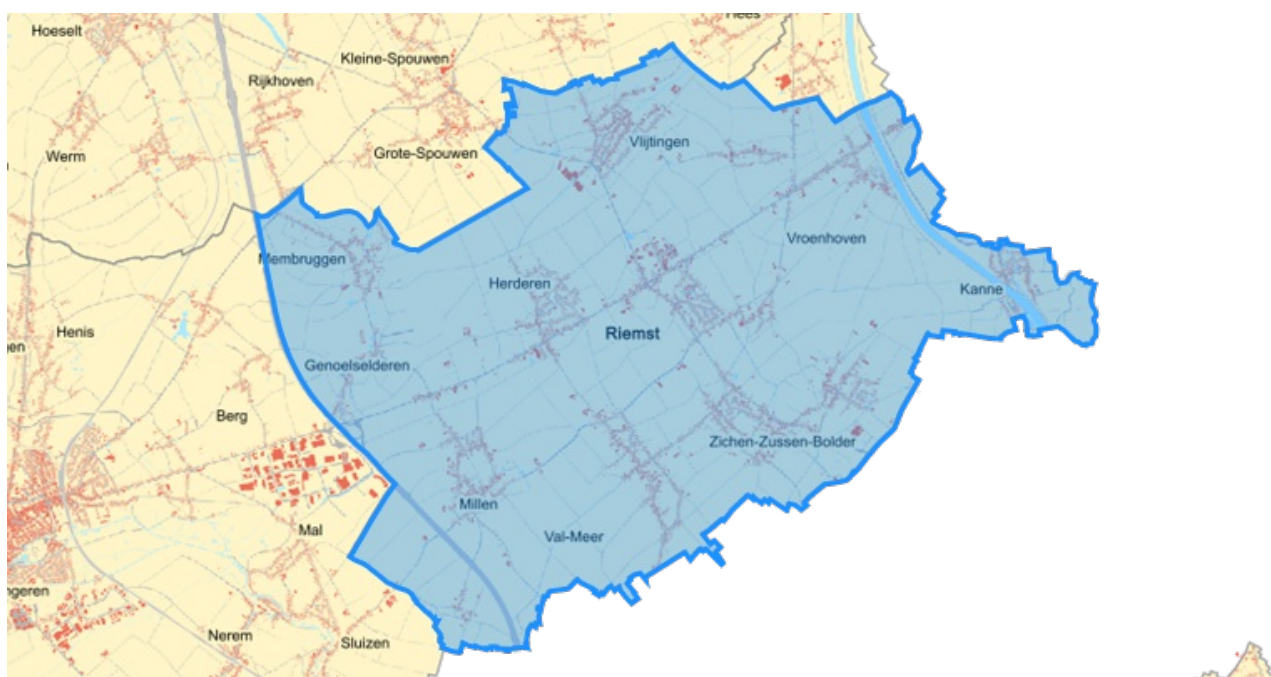 Hoeselt
Kleine-Spouwen
Rijkhoven
Werm
Grote-Spouwen
Vlijtingen
Vroenhoven
Membruggen
Herderen
Kanne
Henis
Riemst
Genoelselderen
Berg
Zichen-Zussen-Bolder
Millen
Mal
Val-Meer
Nerem
Sluizen